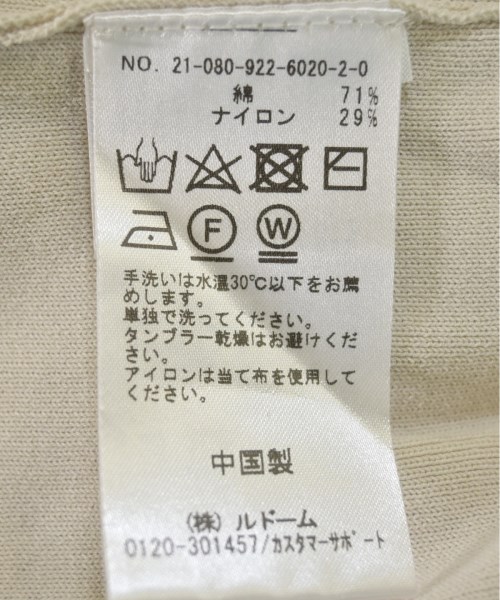 NO. 21-080-922-6020-2-0
綿 71%
ナイロン 29%
F W
手洗いは水温30℃以下をお薦
めします。
単独で洗ってください。
タンブラー乾燥はお避けくだ
さい。
アイロンは当て布を使用して
ください。
中国製
(株) ルドーム
0120-301457/カスタマーサポート